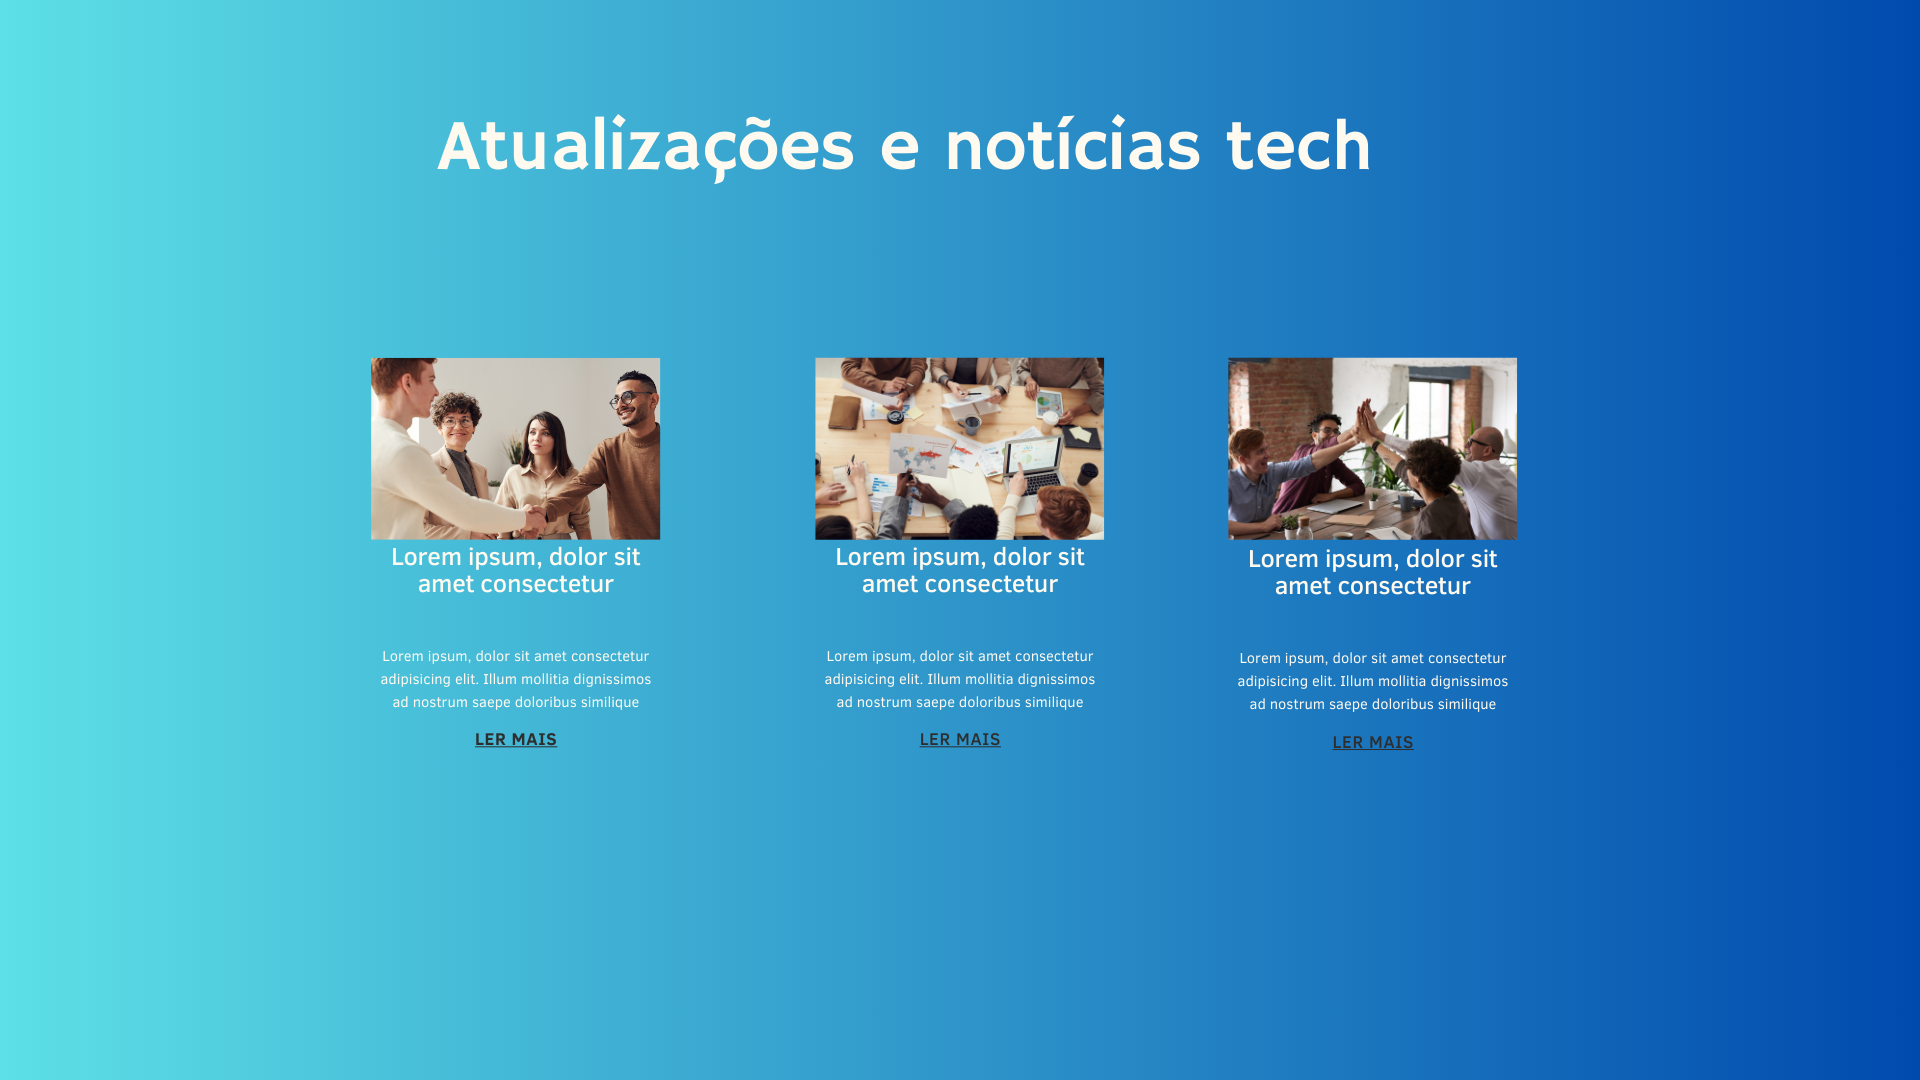 Atualizações e notícias tech
Lorem ipsum, dolor sit
amet consectetur
Lorem ipsum, dolor sit amet consectetur
adipisicing elit. Illum mollitia dignissimos
ad nostrum saepe doloribus similique
LER MAIS
Lorem ipsum, dolor sit
amet consectetur
Lorem ipsum, dolor sit amet consectetur
adipisicing elit. Illum mollitia dignissimos
ad nostrum saepe doloribus similique
LER MAIS
Lorem ipsum, dolor sit
amet consectetur
Lorem ipsum, dolor sit amet consectetur
adipisicing elit. Illum mollitia dignissimos
ad nostrum saepe doloribus similique
LER MAIS